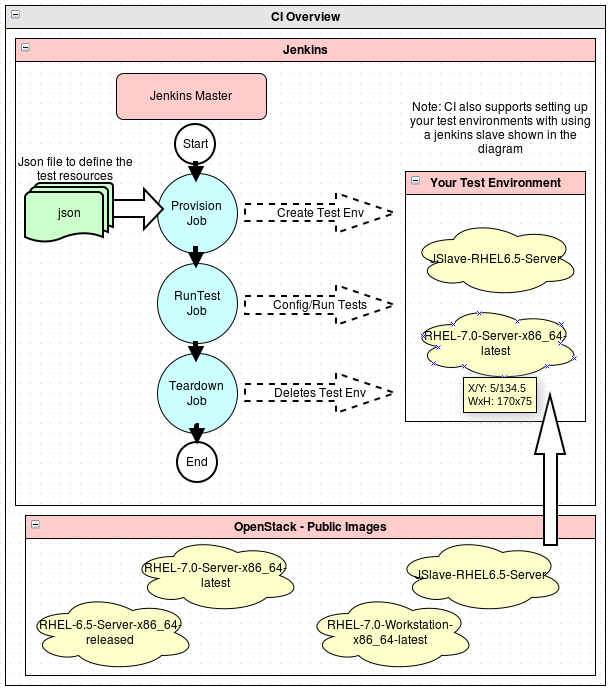 CI Overview
Jenkins
Jenkins Master
Note: CI also supports setting up
your test environments with using
a jenkins slave shown in the
diagram
Start
Json file to define the
test resources
json
Provision
Job
Create Test Env
Your Test Environment
JSlave-RHEL6.5-Server
RunTest
Job
Config/Run Tests
RHEL-7.0-Server-x86_64-
latest
Teardown
Job
Deletes Test Env
X/Y: 5/134.5
WxH: 170x75
End
OpenStack - Public Images
RHEL-7.0-Server-x86_64-
latest
JSlave-RHEL6.5-Server
RHEL-6.5-Server-x86_64-
released
RHEL-7.0-Workstation-
x86_64-latest